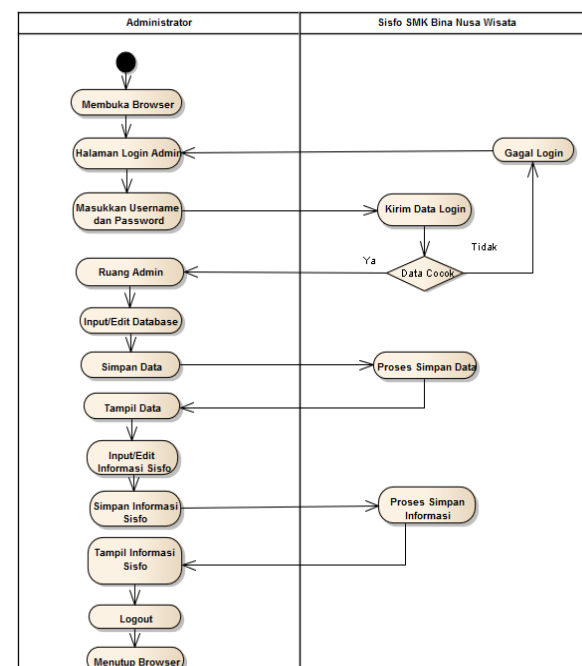 Administrator
Sisfo SMK Bina Nusa Wisata
Membuka Browser
Halaman Login Admin
Gagal Login
Masukkan Username
dan Password
Kirim Data Login
Tidak
Ya
Data Cocok
Ruang Admin
Input/Edit Database
Simpan Data
Proses Simpan Data
Tampil Data
Input/Edit
Informasi Sisfo
Simpan Informasi
Sisfo
Proses Simpan
Informasi
Tampil Informasi
Sisfo
Logout
Menutup Browser